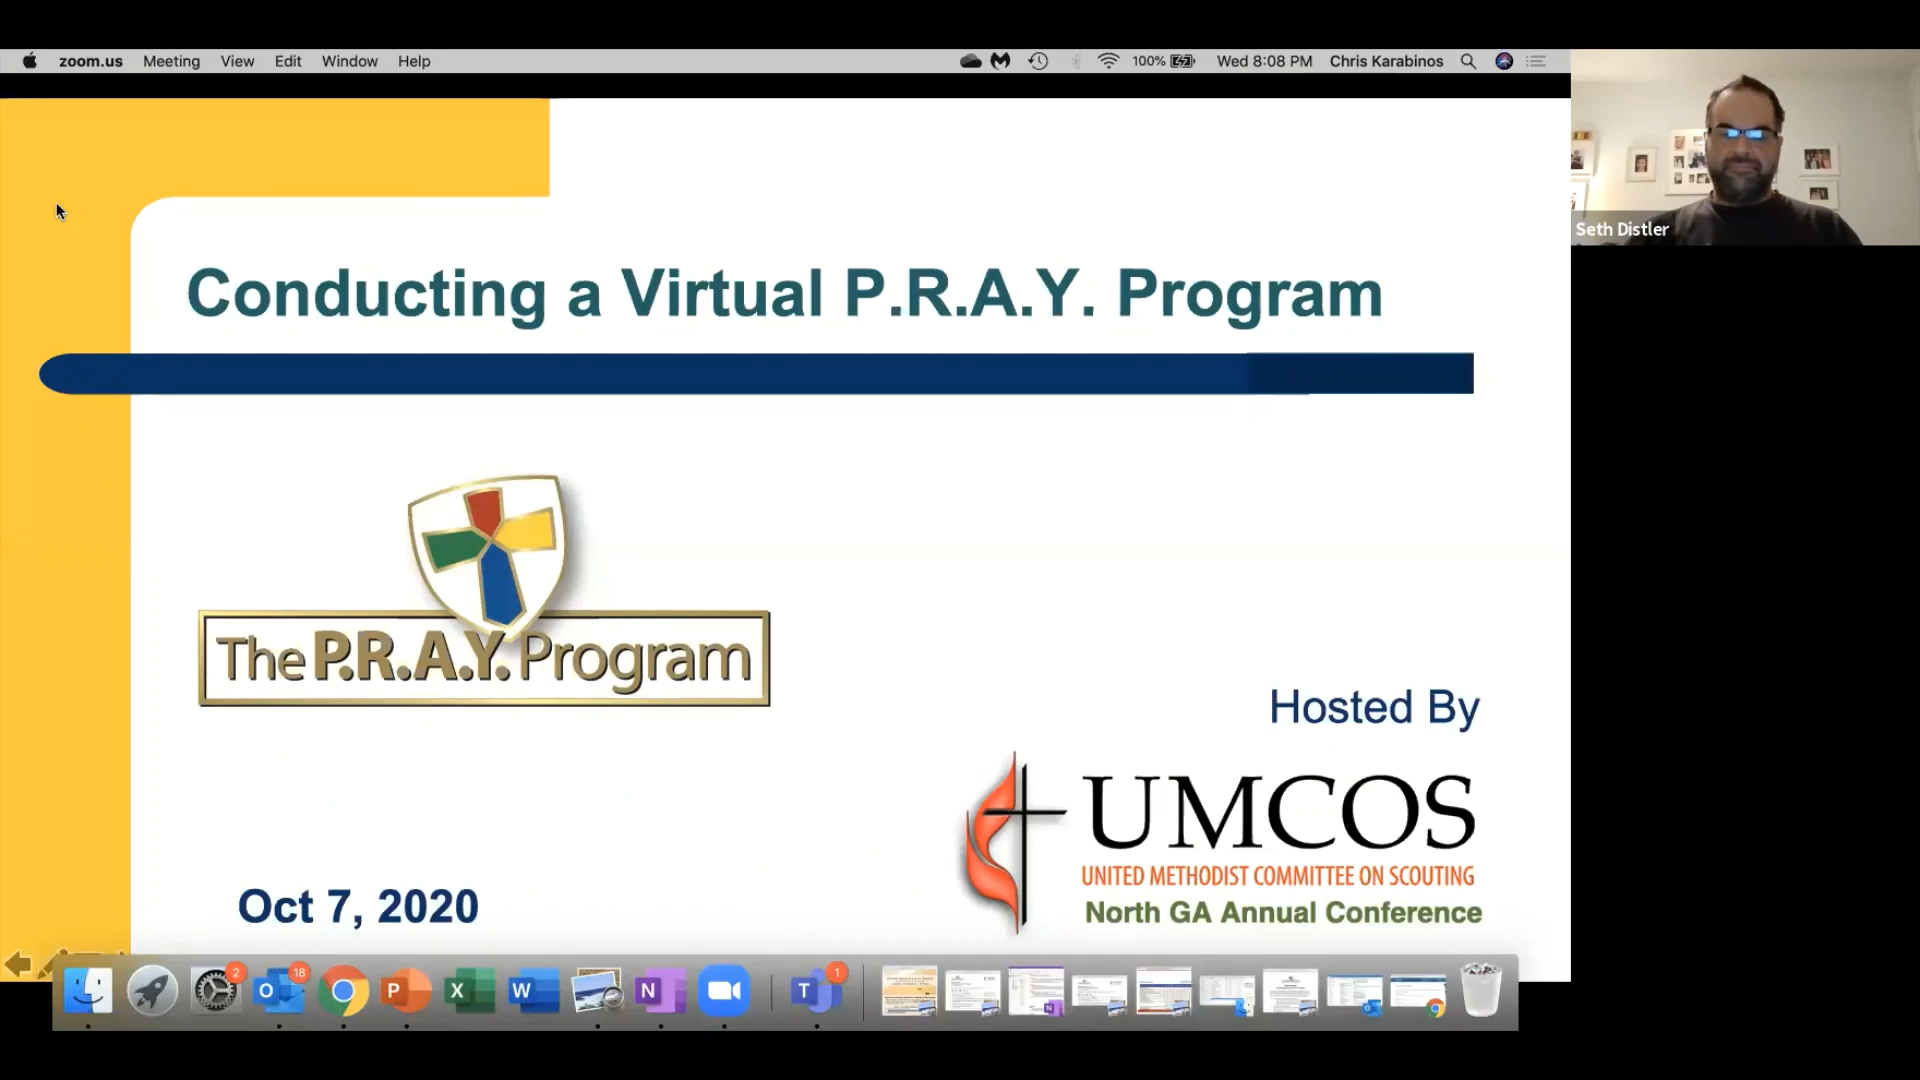 zoom.us Meeting View Edit Window Help 100% Wed 8:08 PM Chris Karabinos
Seth Distler
Conducting a Virtual P.R.A.Y. Program
The P.R.A.Y. Program
Hosted By
UMCOS
UNITED METHODIST COMMITTEE ON SCOUTING
North GA Annual Conference
Oct 7, 2020
2 18 1
O P X W N T